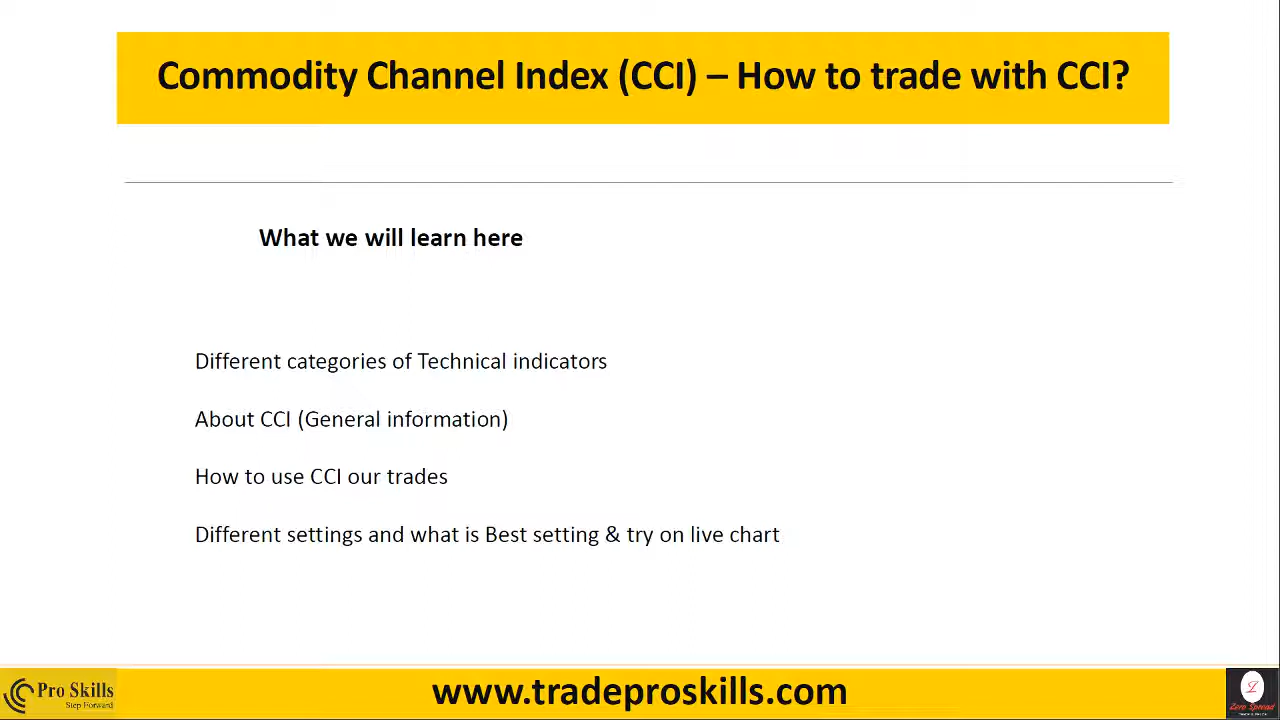 Commodity Channel Index (CCI) – How to trade with CCI?
What we will learn here
Different categories of Technical indicators
About CCI (General information)
How to use CCI our trades
Different settings and what is Best setting & try on live chart
Pro Skills
Step Forward
www.tradeproskills.com
Zero Spread